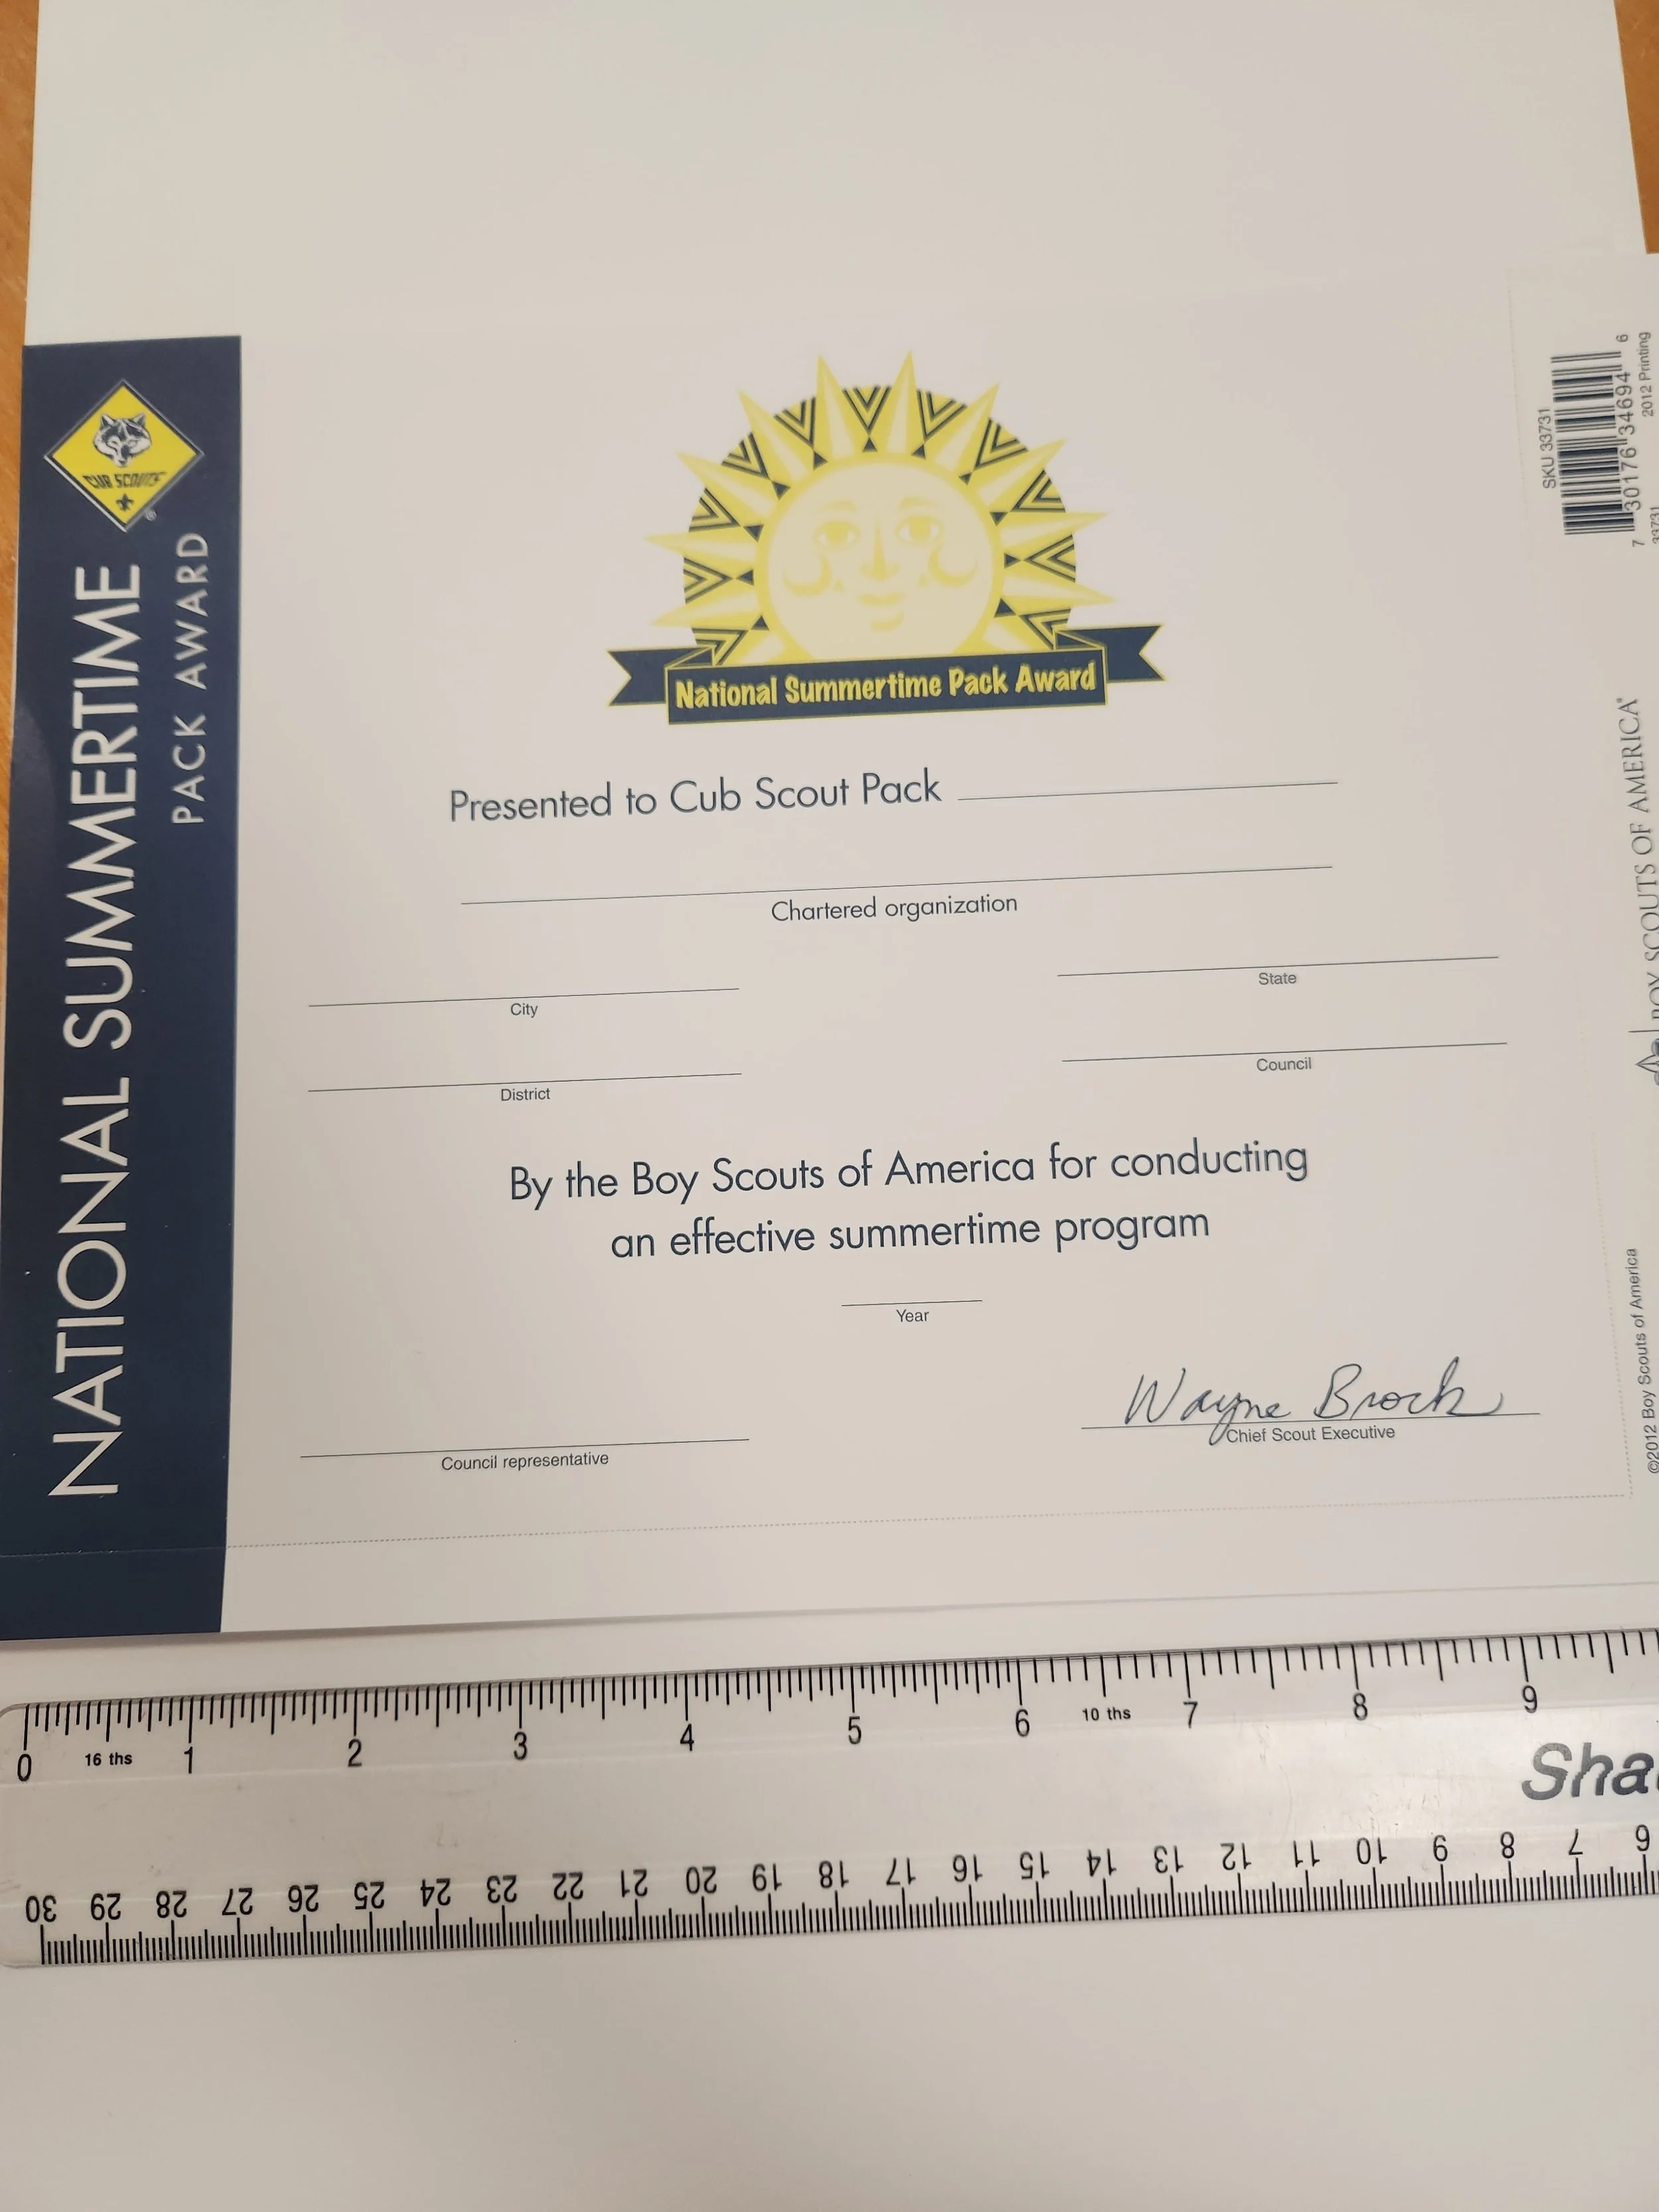 NATIONAL SUMMERTIME
PACK AWARD
CUB SCOUTS
®
National Summertime Pack Award
Presented to Cub Scout Pack
Chartered organization
City
State
District
Council
By the Boy Scouts of America for conducting
an effective summertime program
Year
Wayne Brock
Council representative
Chief Scout Executive
SKU 33731
7 30176 34694 6
2012 Printing
33731
BOY SCOUTS OF AMERICA®
©2012 Boy Scouts of America
0 16 ths 1 2 3 4 5 6 10 ths 7 8 9
30 29 28 27 26 25 24 23 22 21 20 19 18 17 16 15 14 13 12 11 10 9 8 7 6